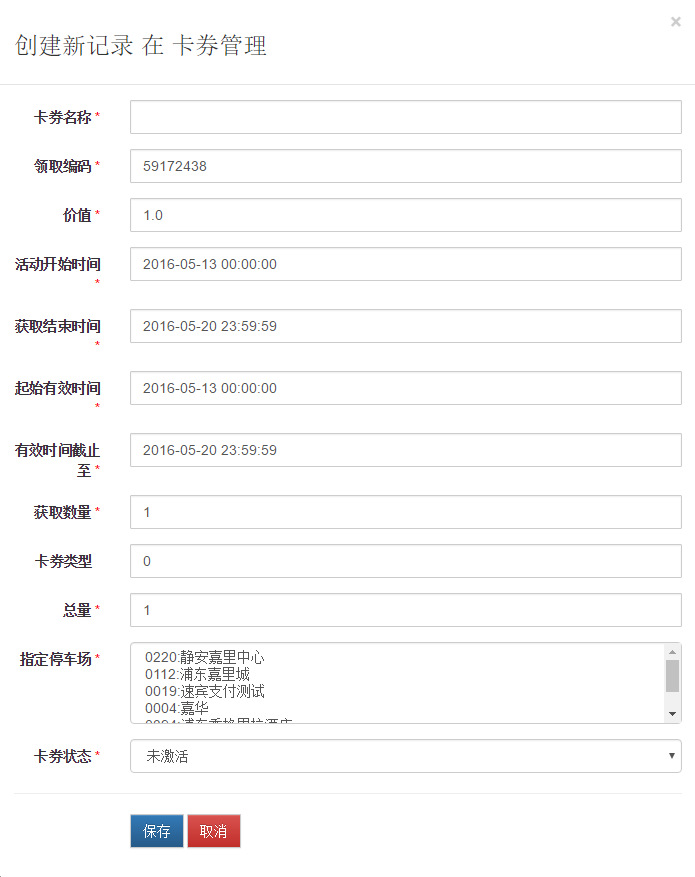 ×
创建新记录 在 卡券管理
卡券名称 *
领取编码 * 59172438
价值 * 1.0
活动开始时间 * 2016-05-13 00:00:00
获取结束时间 * 2016-05-20 23:59:59
起始有效时间 * 2016-05-13 00:00:00
有效时间截止
至 * 2016-05-20 23:59:59
获取数量 * 1
卡券类型 0
总量 * 1
指定停车场 * 0220:静安嘉里中心
0112:浦东嘉里城
0019:速宾支付测试
0004:嘉华
卡券状态 * 未激活
保存 取消